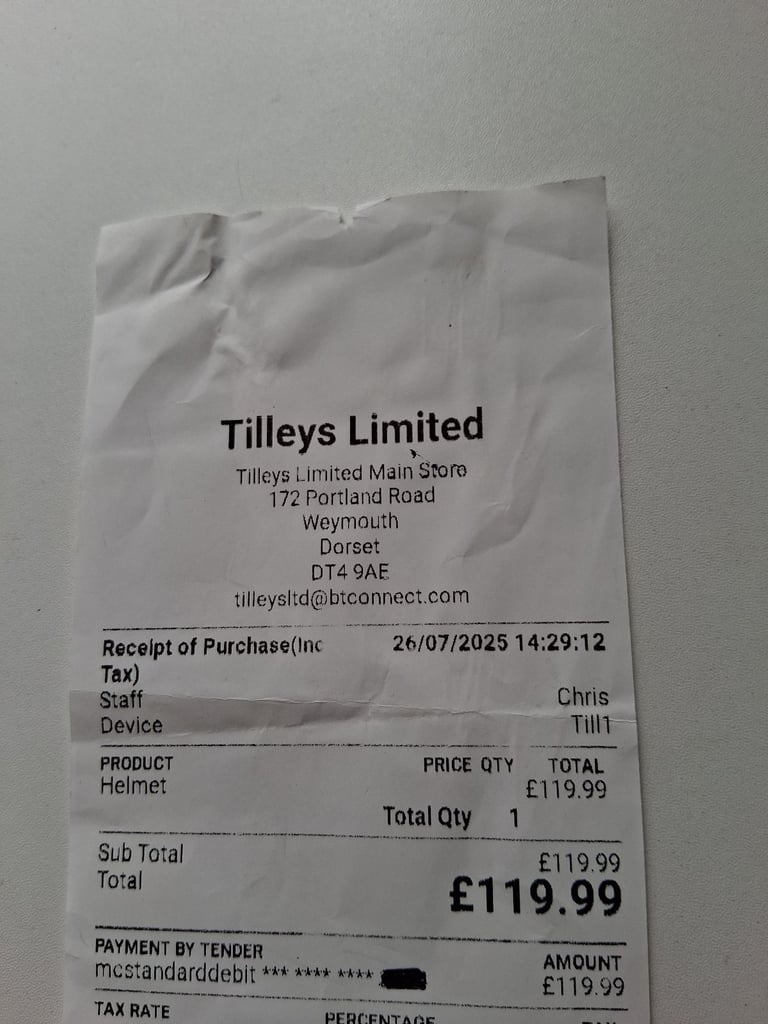 Tilleys Limited
Tilleys Limited Main Store
172 Portland Road
Weymouth
Dorset
DT4 9AE
tilleysltd@btconnect.com
Receipt of Purchase(Inc 26/07/2025 14:29:12
Tax)
Staff Chris
Device Till1
PRODUCT PRICE QTY TOTAL
Helmet £119.99
Total Qty 1
Sub Total £119.99
Total £119.99
PAYMENT BY TENDER AMOUNT
mcstandarddebit *** **** **** £119.99
TAX RATE PERCENTAGE TAX